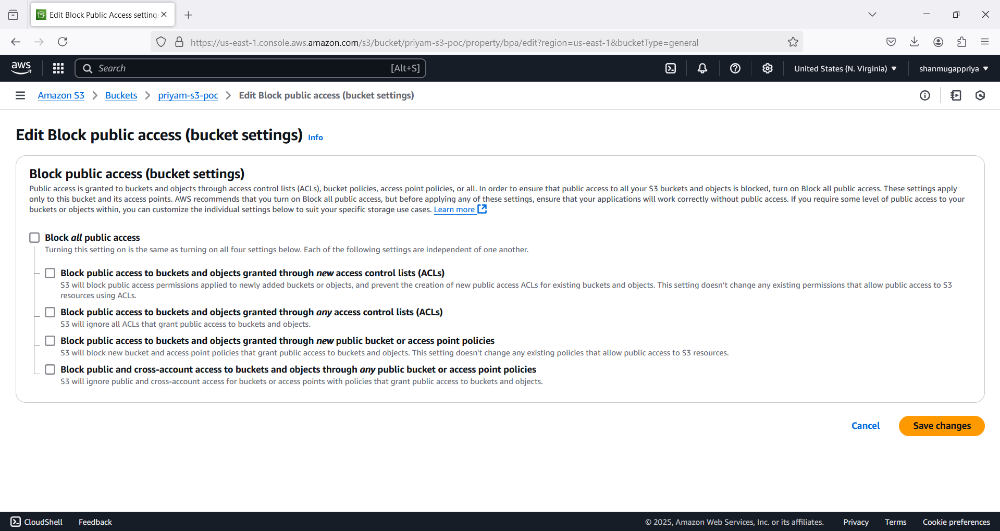 Edit Block Public Access setting
https://us-east-1.console.aws.amazon.com/s3/bucket/priyam-s3-poc/property/bpa/edit?region=us-east-1&bucketType=general
aws
Search
[Alt+S]
United States (N. Virginia)
shanmugappriya
Amazon S3 > Buckets > priyam-s3-poc > Edit Block public access (bucket settings)
Edit Block public access (bucket settings) Info
Block public access (bucket settings)
Public access is granted to buckets and objects through access control lists (ACLs), bucket policies, access point policies, or all. In order to ensure that public access to all your S3 buckets and objects is blocked, turn on Block all public access. These settings apply
only to this bucket and its access points. AWS recommends that you turn on Block all public access, but before applying any of these settings, ensure that your applications will work correctly without public access. If you require some level of public access to your
buckets or objects within, you can customize the individual settings below to suit your specific storage use cases. Learn more
Block all public access
Turning this setting on is the same as turning on all four settings below. Each of the following settings are independent of one another.
Block public access to buckets and objects granted through new access control lists (ACLs)
S3 will block public access permissions applied to newly added buckets or objects, and prevent the creation of new public access ACLs for existing buckets and objects. This setting doesn't change any existing permissions that allow public access to S3
resources using ACLs.
Block public access to buckets and objects granted through any access control lists (ACLs)
S3 will ignore all ACLs that grant public access to buckets and objects.
Block public access to buckets and objects granted through new public bucket or access point policies
S3 will block new bucket and access point policies that grant public access to buckets and objects. This setting doesn't change any existing policies that allow public access to S3 resources.
Block public and cross-account access to buckets and objects through any public bucket or access point policies
S3 will ignore public and cross-account access for buckets or access points with policies that grant public access to buckets and objects.
Cancel
Save changes
CloudShell
Feedback
© 2025, Amazon Web Services, Inc. or its affiliates.
Privacy
Terms
Cookie preferences